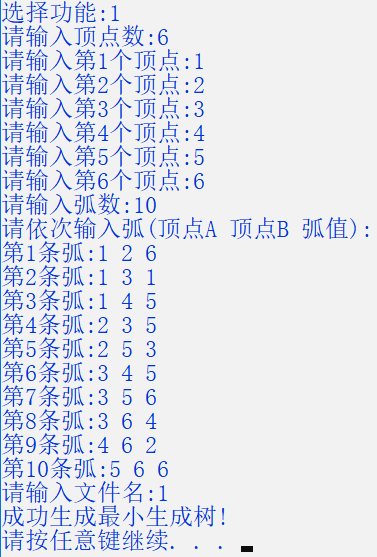 选择功能:1
请输入顶点数:6
请输入第1个顶点:1
请输入第2个顶点:2
请输入第3个顶点:3
请输入第4个顶点:4
请输入第5个顶点:5
请输入第6个顶点:6
请输入弧数:10
请依次输入弧(顶点A 顶点B 弧值):
第1条弧:1 2 6
第2条弧:1 3 1
第3条弧:1 4 5
第4条弧:2 3 5
第5条弧:2 5 3
第6条弧:3 4 5
第7条弧:3 5 6
第8条弧:3 6 4
第9条弧:4 6 2
第10条弧:5 6 6
请输入文件名:1
成功生成最小生成树!
请按任意键继续. . .